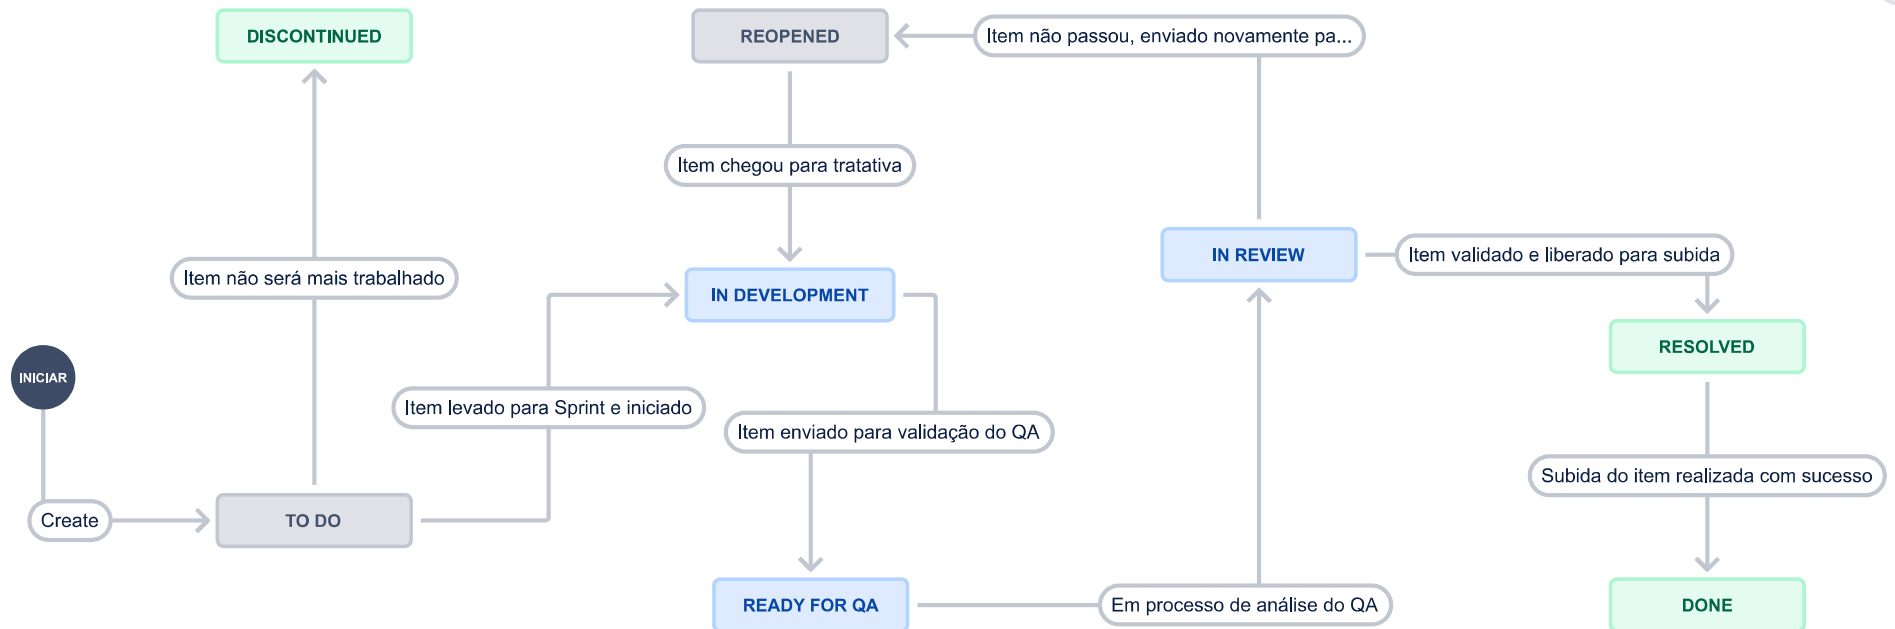 DISCONTINUED
REOPENED
Item não passou, enviado novamente pa...
Item chegou para tratativa
Item não será mais trabalhado
IN DEVELOPMENT
IN REVIEW
Item validado e liberado para subida
RESOLVED
INICIAR
Item levado para Sprint e iniciado
Item enviado para validação do QA
Subida do item realizada com sucesso
Create
TO DO
READY FOR QA
Em processo de análise do QA
DONE